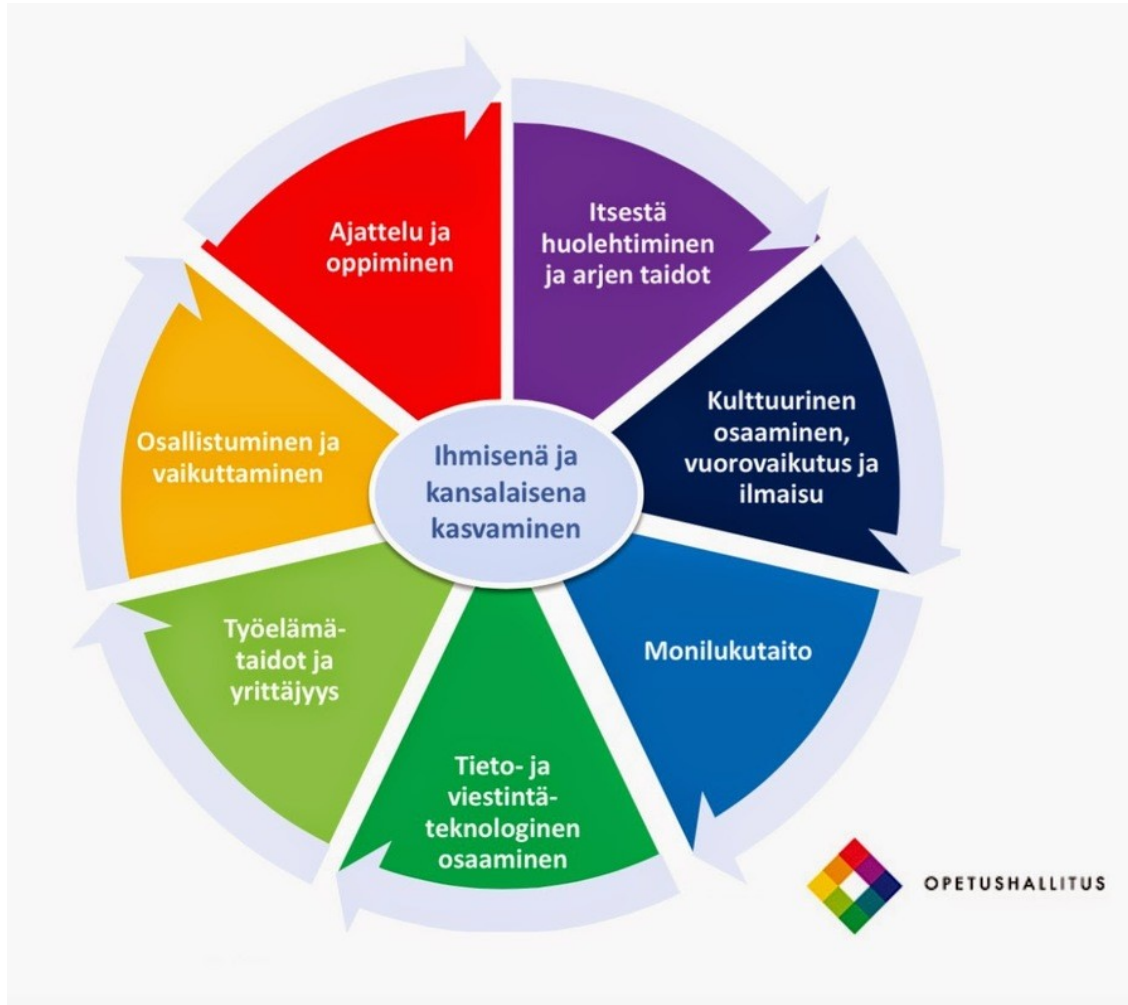 Ajattelu ja
oppiminen
Itsestä
huolehtiminen
ja arjen taidot
Kulttuurinen
osaaminen,
vuorovaikutus ja
ilmaisu
Monilukutaito
Tieto- ja
viestintä-
teknologinen
osaaminen
Työelämä-
taidot ja
yrittäjyys
Osallistuminen ja
vaikuttaminen
Ihmisenä ja
kansalaisena
kasvaminen
OPETUSHALLITUS